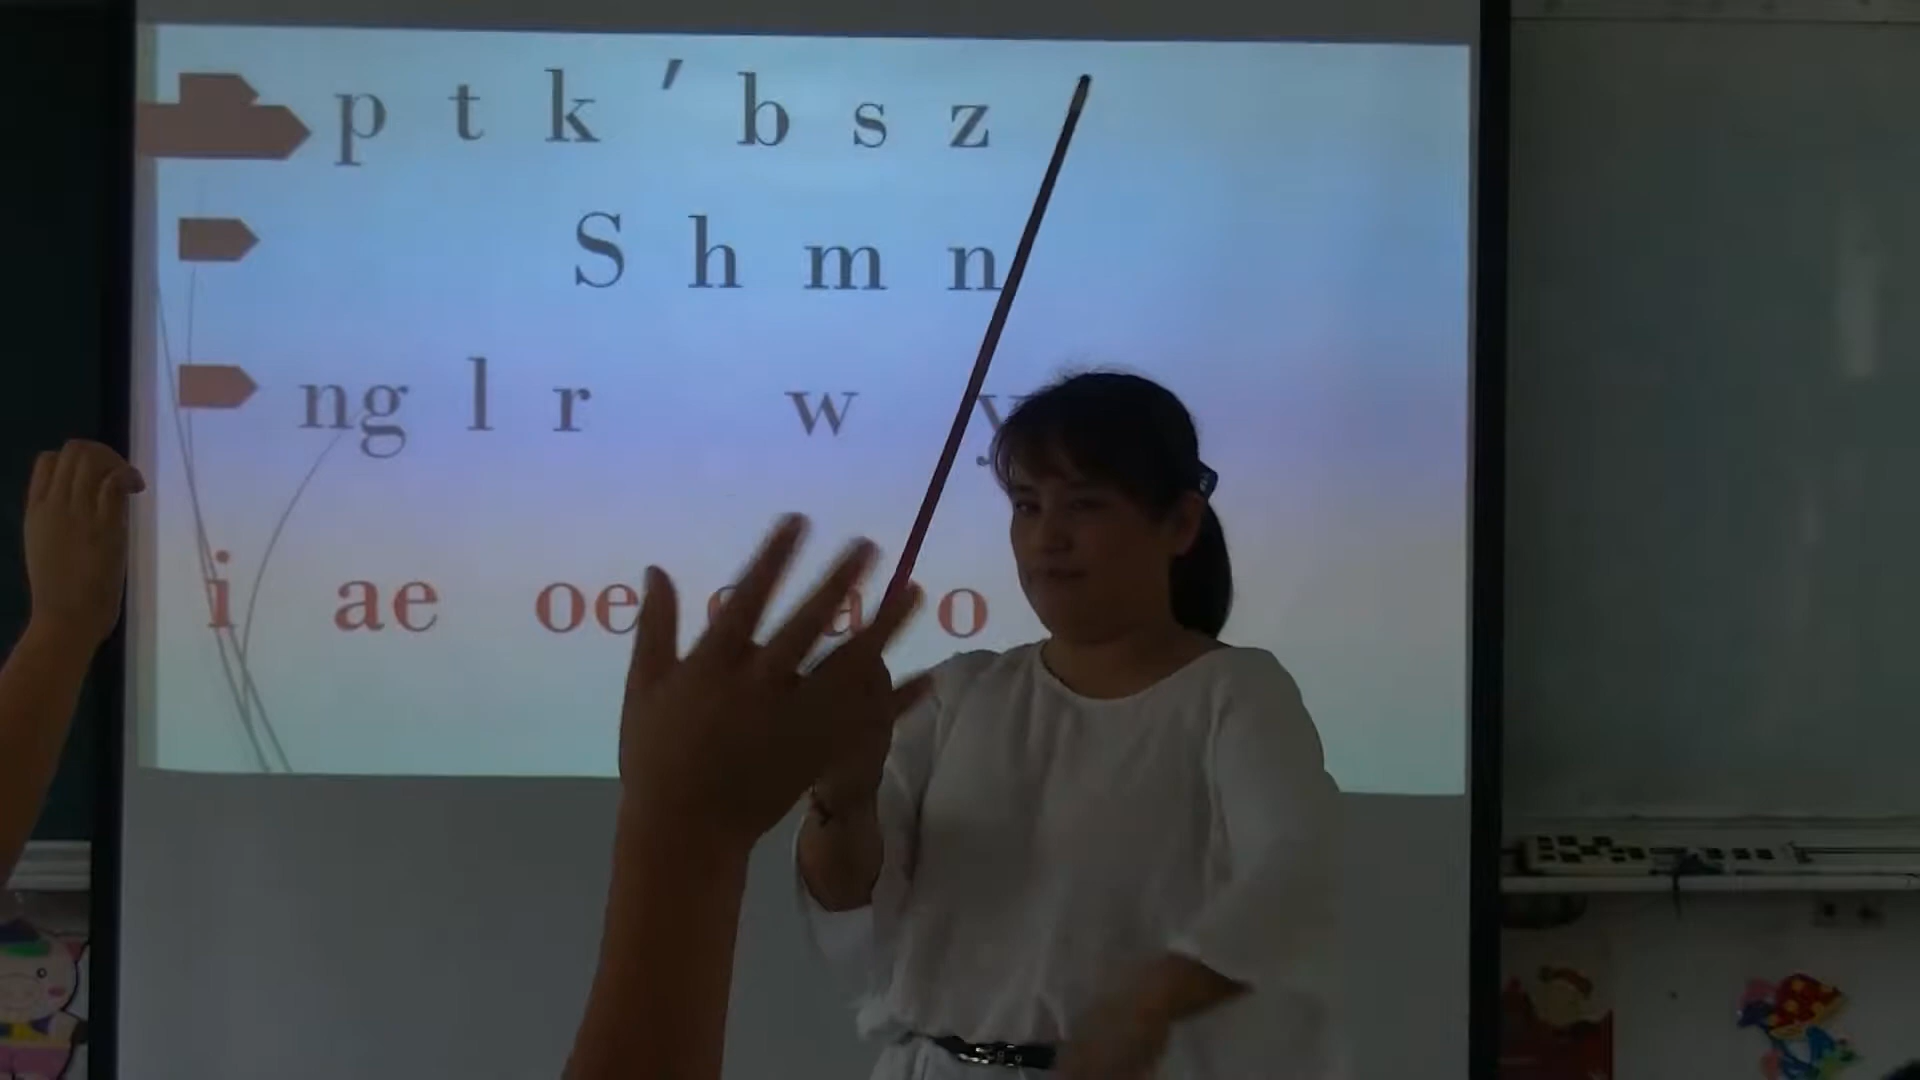 p t k ′ b s z
S h m n
ng l r w y
i ae oe a o